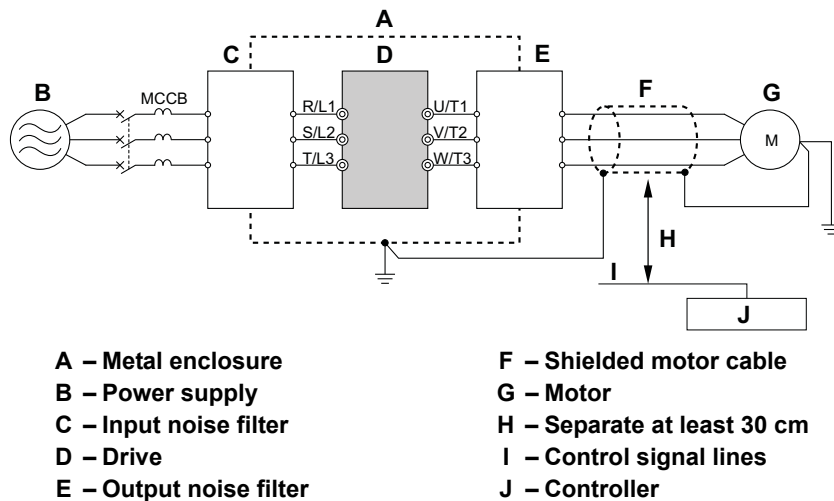 A
C
D
E
B
MCCB
F
G
R/L1
U/T1
S/L2
V/T2
M
T/L3
W/T3
H
I
J
A – Metal enclosure
B – Power supply
C – Input noise filter
D – Drive
E – Output noise filter
F – Shielded motor cable
G – Motor
H – Separate at least 30 cm
I – Control signal lines
J – Controller